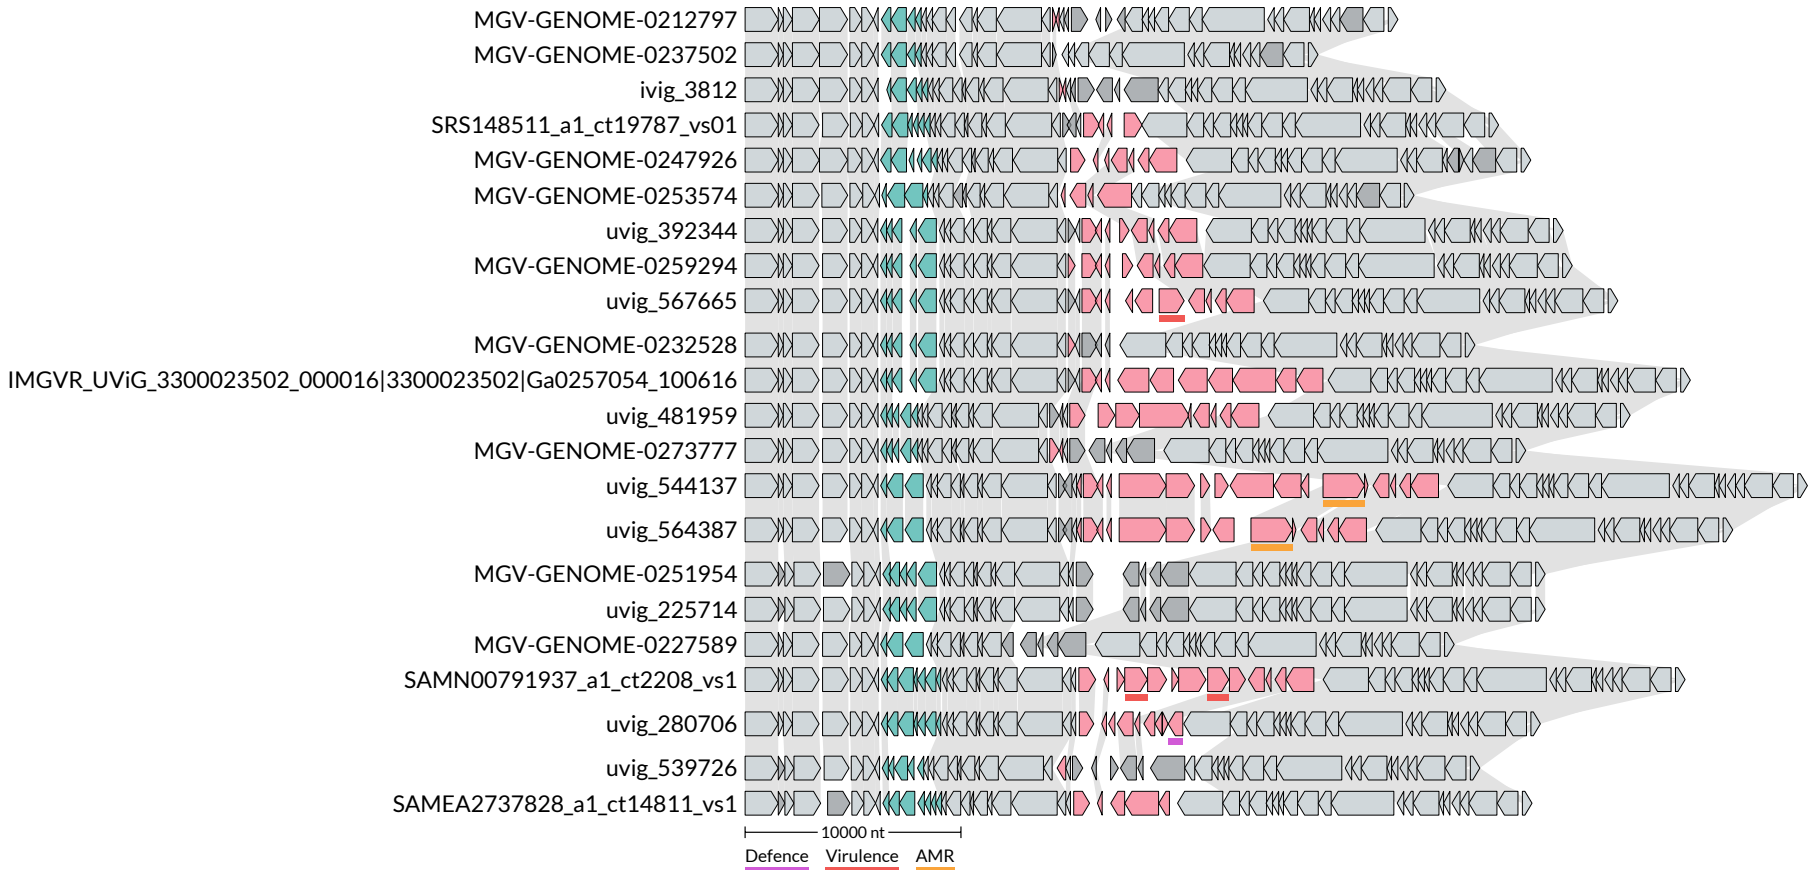 MGV-GENOME-0212797
MGV-GENOME-0237502
ivig_3812
SRS148511_a1_ct19787_vs01
MGV-GENOME-0247926
MGV-GENOME-0253574
uvig_392344
MGV-GENOME-0259294
uvig_567665
MGV-GENOME-0232528
IMGVR_UViG_3300023502_000016|3300023502|Ga0257054_100616
uvig_481959
MGV-GENOME-0273777
uvig_544137
uvig_564387
MGV-GENOME-0251954
uvig_225714
MGV-GENOME-0227589
SAMN00791937_a1_ct2208_vs1
uvig_280706
uvig_539726
SAMEA2737828_a1_ct14811_vs1
10000 nt
Defence Virulence AMR